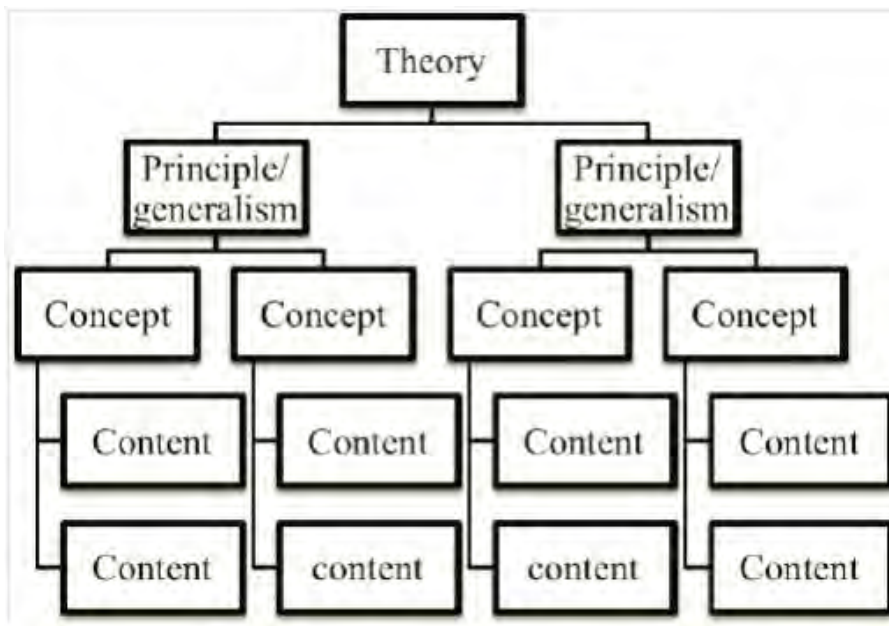 Theory
Principle/
generalism
Principle/
generalism
Concept
Concept
Concept
Concept
Content
Content
Content
Content
Content
content
content
Content